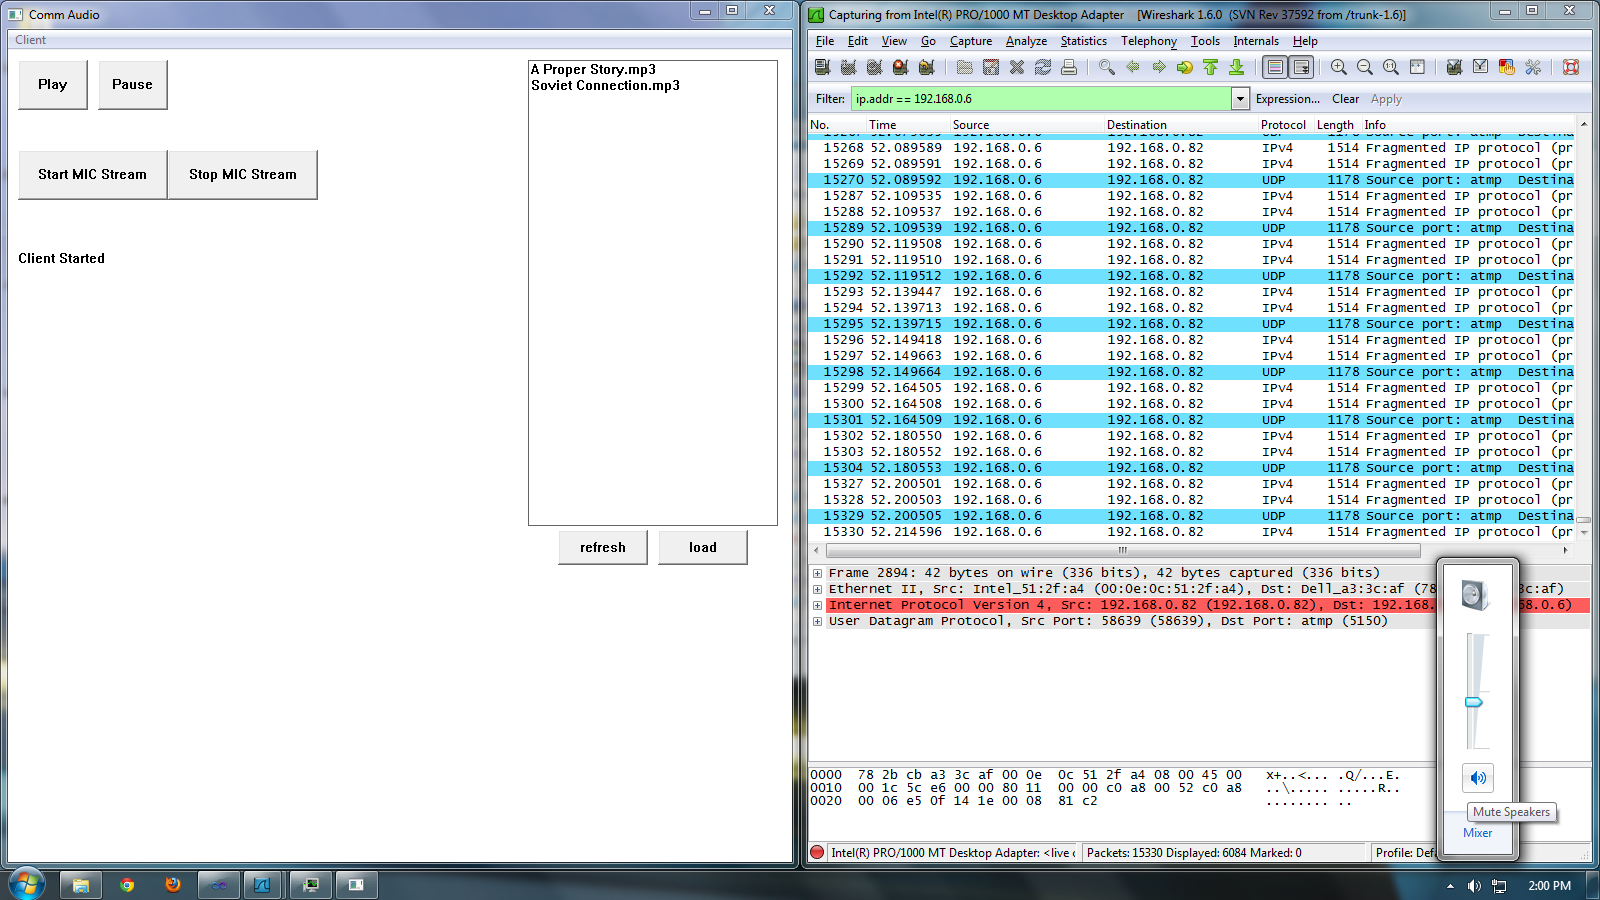 Comm Audio
Client
Play
Pause
A Proper Story.mp3
Soviet Connection.mp3
Start MIC Stream
Stop MIC Stream
Client Started
refresh
load
Capturing from Intel(R) PRO/1000 MT Desktop Adapter [Wireshark 1.6.0 (SVN Rev 37592 from /trunk-1.6)]
File Edit View Go Capture Analyze Statistics Telephony Tools Internals Help
Filter: ip.addr == 192.168.0.6 Expression... Clear Apply
No. Time Source Destination Protocol Length Info
15268 52.089589 192.168.0.6 192.168.0.82 IPv4 1514 Fragmented IP protocol (pr
15269 52.089591 192.168.0.6 192.168.0.82 IPv4 1514 Fragmented IP protocol (pr
15270 52.089592 192.168.0.6 192.168.0.82 UDP 1178 Source port: atmp Destina
15287 52.109535 192.168.0.6 192.168.0.82 IPv4 1514 Fragmented IP protocol (pr
15288 52.109537 192.168.0.6 192.168.0.82 IPv4 1514 Fragmented IP protocol (pr
15289 52.109539 192.168.0.6 192.168.0.82 UDP 1178 Source port: atmp Destina
15290 52.119508 192.168.0.6 192.168.0.82 IPv4 1514 Fragmented IP protocol (pr
15291 52.119510 192.168.0.6 192.168.0.82 IPv4 1514 Fragmented IP protocol (pr
15292 52.119512 192.168.0.6 192.168.0.82 UDP 1178 Source port: atmp Destina
15293 52.139447 192.168.0.6 192.168.0.82 IPv4 1514 Fragmented IP protocol (pr
15294 52.139713 192.168.0.6 192.168.0.82 IPv4 1514 Fragmented IP protocol (pr
15295 52.139715 192.168.0.6 192.168.0.82 UDP 1178 Source port: atmp Destina
15296 52.149418 192.168.0.6 192.168.0.82 IPv4 1514 Fragmented IP protocol (pr
15297 52.149663 192.168.0.6 192.168.0.82 IPv4 1514 Fragmented IP protocol (pr
15298 52.149664 192.168.0.6 192.168.0.82 UDP 1178 Source port: atmp Destina
15299 52.164505 192.168.0.6 192.168.0.82 IPv4 1514 Fragmented IP protocol (pr
15300 52.164508 192.168.0.6 192.168.0.82 IPv4 1514 Fragmented IP protocol (pr
15301 52.164509 192.168.0.6 192.168.0.82 UDP 1178 Source port: atmp Destina
15302 52.180550 192.168.0.6 192.168.0.82 IPv4 1514 Fragmented IP protocol (pr
15303 52.180552 192.168.0.6 192.168.0.82 IPv4 1514 Fragmented IP protocol (pr
15304 52.180553 192.168.0.6 192.168.0.82 UDP 1178 Source port: atmp Destina
15327 52.200501 192.168.0.6 192.168.0.82 IPv4 1514 Fragmented IP protocol (pr
15328 52.200503 192.168.0.6 192.168.0.82 IPv4 1514 Fragmented IP protocol (pr
15329 52.200505 192.168.0.6 192.168.0.82 UDP 1178 Source port: atmp Destina
15330 52.214596 192.168.0.6 192.168.0.82 IPv4 1514 Fragmented IP protocol (pr
Frame 2894: 42 bytes on wire (336 bits), 42 bytes captured (336 bits)
Ethernet II, Src: Intel_51:2f:a4 (00:0e:0c:51:2f:a4), Dst: Dell_a3:3c:af (78 3c:af)
Internet Protocol Version 4, Src: 192.168.0.82 (192.168.0.82), Dst: 192.168. 8.0.6)
User Datagram Protocol, Src Port: 58639 (58639), Dst Port: atmp (5150)
0000 78 2b cb a3 3c af 00 0e 0c 51 2f a4 08 00 45 00 x+..<... .Q/...E.
0010 00 1c 5c e6 00 00 80 11 00 00 c0 a8 00 52 c0 a8 ..\..... .....R..
0020 00 06 e5 0f 14 1e 00 08 81 c2 ........ ..
Mute Speakers
Mixer
Intel(R) PRO/1000 MT Desktop Adapter: <live c Packets: 15330 Displayed: 6084 Marked: 0 Profile: Defa
2:00 PM